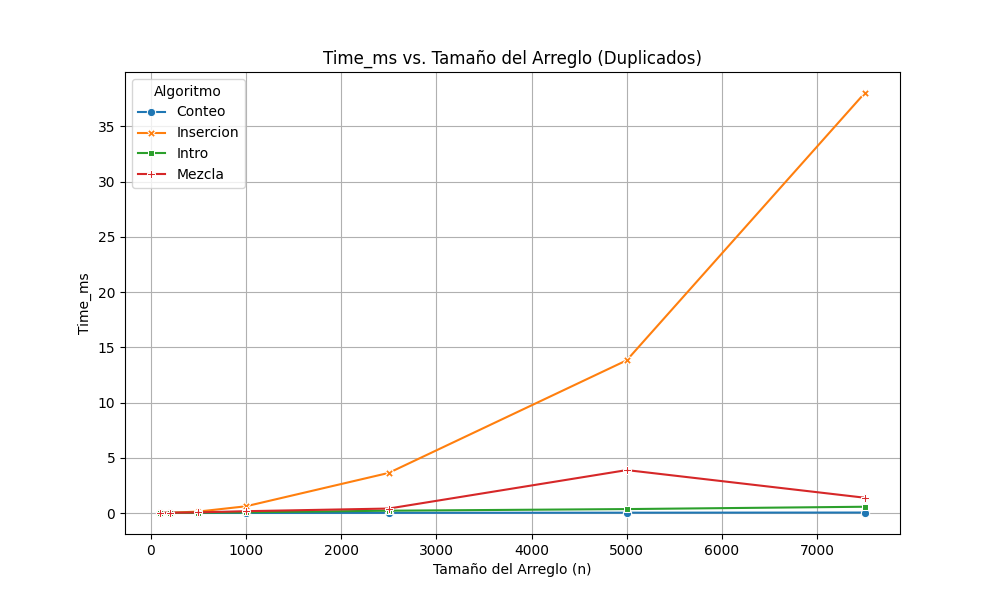 Time_ms vs. Tamaño del Arreglo (Duplicados)
Algoritmo
Conteo
Insercion
Intro
Mezcla
Time_ms
35
30
25
20
15
10
5
0
0 1000 2000 3000 4000 5000 6000 7000
Tamaño del Arreglo (n)